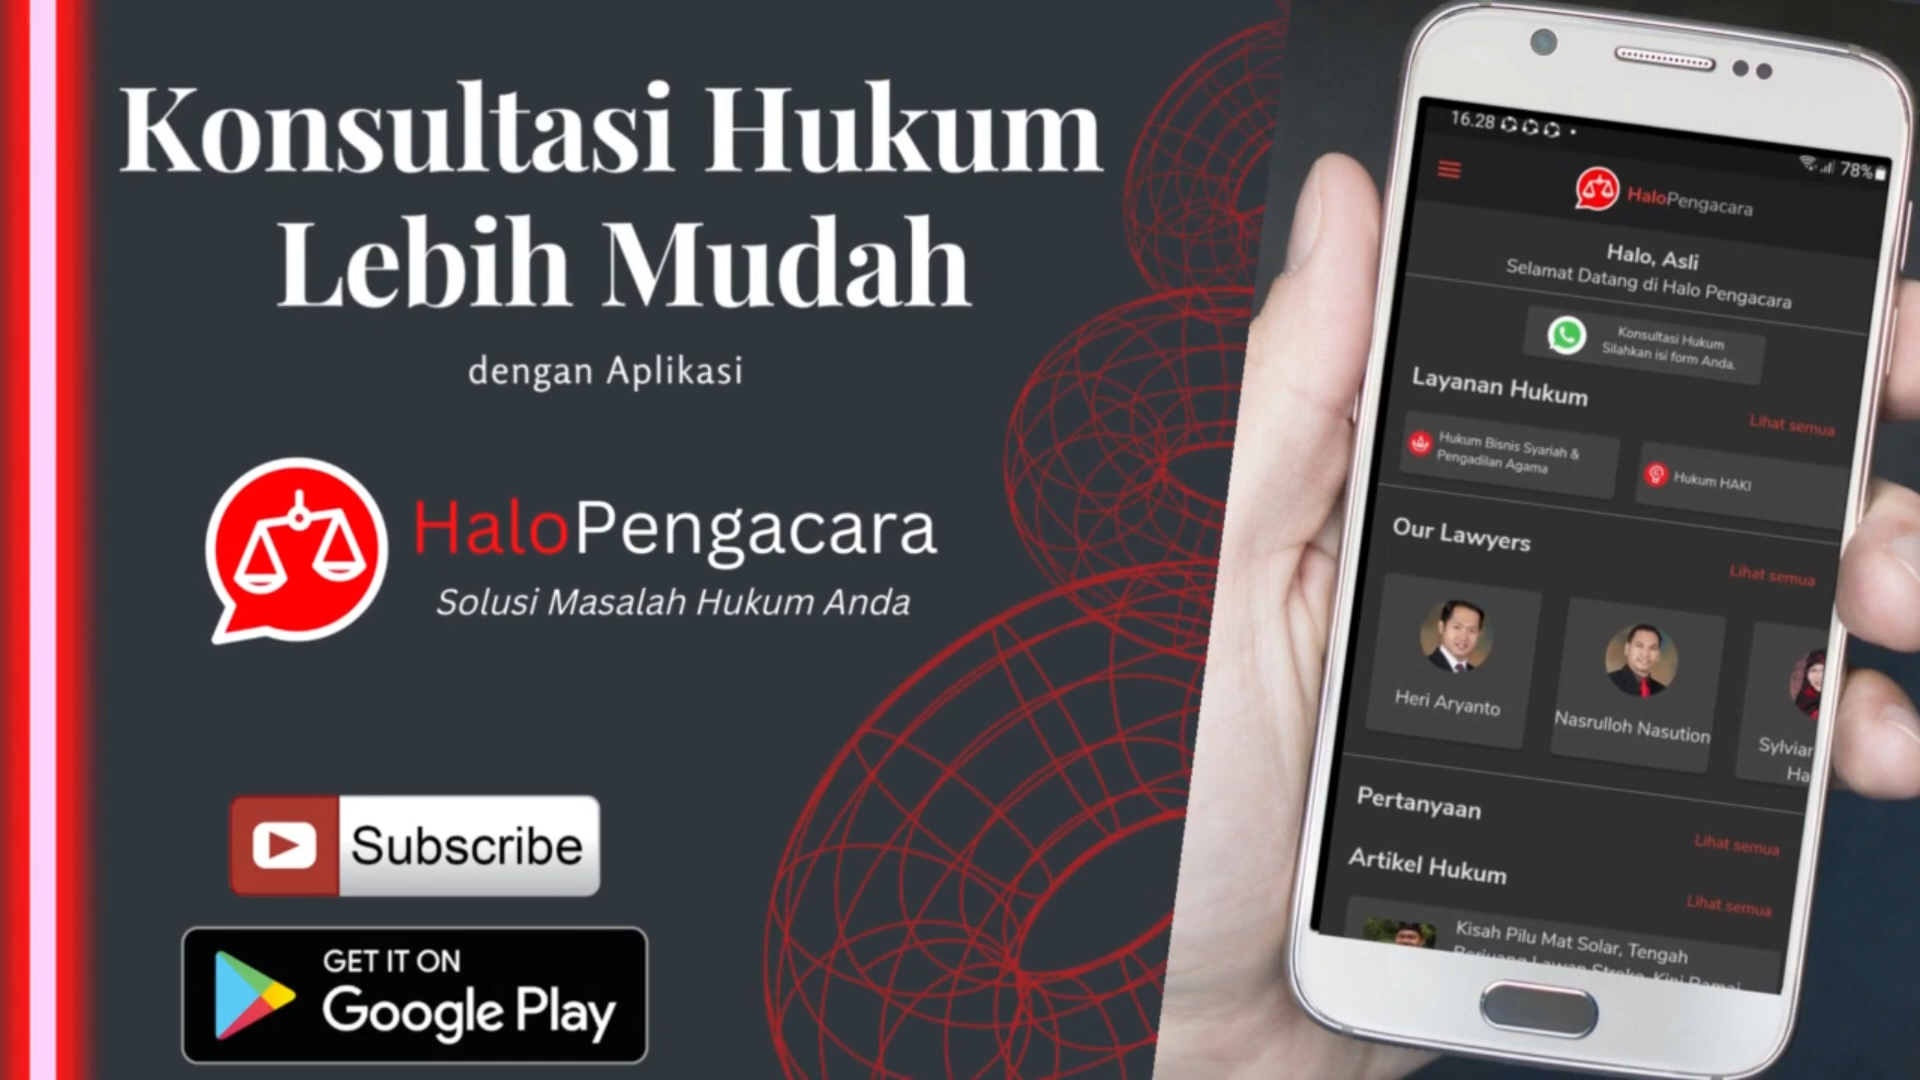 Konsultasi Hukum
Lebih Mudah
dengan Aplikasi
HaloPengacara
Solusi Masalah Hukum Anda
Subscribe
GET IT ON
Google Play
16.28
78%
HaloPengacara
Halo, Asli
Selamat Datang di Halo Pengacara
Konsultasi Hukum
Silahkan isi form Anda.
Layanan Hukum
Lihat semua
Hukum Bisnis Syariah &
Pengadilan Agama
Hukum HAKI
Our Lawyers
Lihat semua
Heri Aryanto
Nasrulloh Nasution
Pertanyaan
Lihat semua
Artikel Hukum
Lihat semua
Kisah Pilu Mat Solar, Tengah